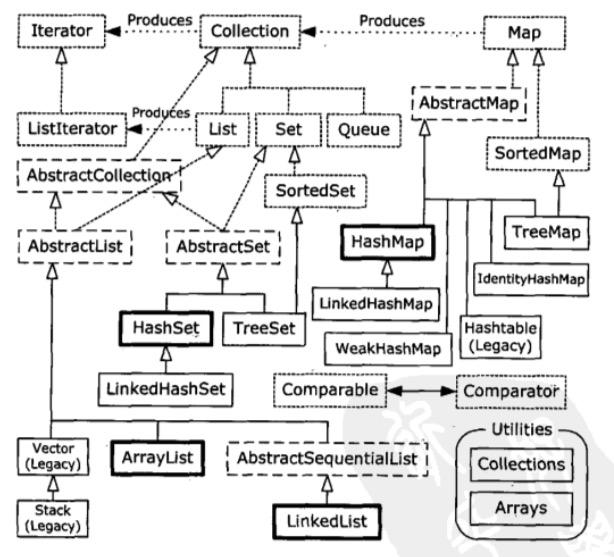 Iterator
Produces
Collection
Produces
Map
AbstractMap
ListIterator
Produces
List
Set
Queue
SortedMap
AbstractCollection
SortedSet
AbstractList
AbstractSet
HashMap
TreeMap
IdentityHashMap
LinkedHashMap
HashSet
TreeSet
Hashtable
(Legacy)
WeakHashMap
LinkedHashSet
Comparable
Comparator
Utilities
Vector
(Legacy)
ArrayList
AbstractSequentialList
Collections
Stack
(Legacy)
LinkedList
Arrays